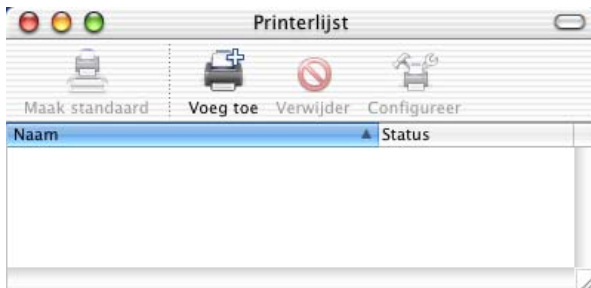 Printerlijst
Maak standaard Voeg toe Verwijder Configureer
Naam Status